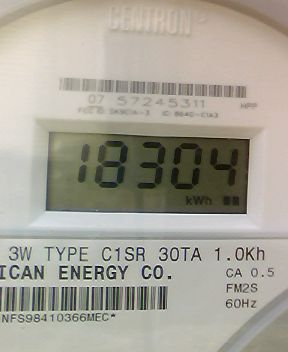 CENTRON
07 57245311 HPP
18304
kWh
3W TYPE C1SR 30TA 1.0Kh
ICAN ENERGY CO. CA 0.5
FM2S
60Hz
NFS98410366MEC*